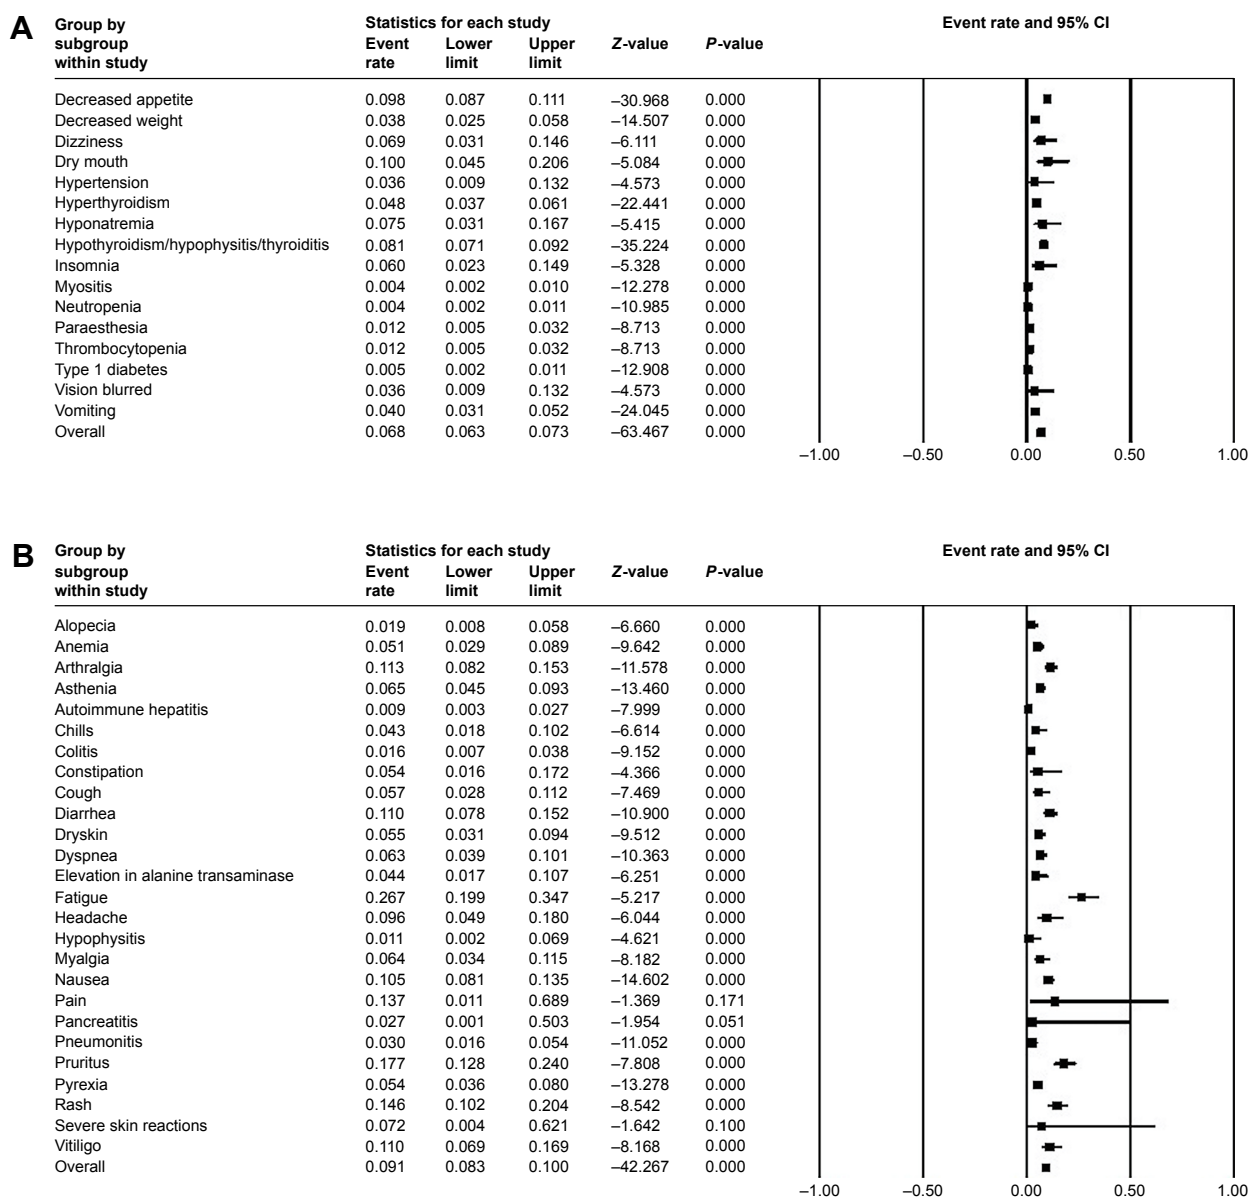 A
Group by Statistics for each study Event rate and 95% CI
subgroup Event Lower Upper Z-value P-value
within study rate limit limit
Decreased appetite 0.098 0.087 0.111 –30.968 0.000
Decreased weight 0.038 0.025 0.058 –14.507 0.000
Dizziness 0.069 0.031 0.146 –6.111 0.000
Dry mouth 0.100 0.045 0.206 –5.084 0.000
Hypertension 0.036 0.009 0.132 –4.573 0.000
Hyperthyroidism 0.048 0.037 0.061 –22.441 0.000
Hyponatremia 0.075 0.031 0.167 –5.415 0.000
Hypothyroidism/hypophysitis/thyroiditis 0.081 0.071 0.092 –35.224 0.000
Insomnia 0.060 0.023 0.149 –5.328 0.000
Myositis 0.004 0.002 0.010 –12.278 0.000
Neutropenia 0.004 0.002 0.011 –10.985 0.000
Paraesthesia 0.012 0.005 0.032 –8.713 0.000
Thrombocytopenia 0.012 0.005 0.032 –8.713 0.000
Type 1 diabetes 0.005 0.002 0.011 –12.908 0.000
Vision blurred 0.036 0.009 0.132 –4.573 0.000
Vomiting 0.040 0.031 0.052 –24.045 0.000
Overall 0.068 0.063 0.073 –63.467 0.000
–1.00 –0.50 0.00 0.50 1.00
B
Group by Statistics for each study Event rate and 95% CI
subgroup Event Lower Upper Z-value P-value
within study rate limit limit
Alopecia 0.019 0.008 0.058 –6.660 0.000
Anemia 0.051 0.029 0.089 –9.642 0.000
Arthralgia 0.113 0.082 0.153 –11.578 0.000
Asthenia 0.065 0.045 0.093 –13.460 0.000
Autoimmune hepatitis 0.009 0.003 0.027 –7.999 0.000
Chills 0.043 0.018 0.102 –6.614 0.000
Colitis 0.016 0.007 0.038 –9.152 0.000
Constipation 0.054 0.016 0.172 –4.366 0.000
Cough 0.057 0.028 0.112 –7.469 0.000
Diarrhea 0.110 0.078 0.152 –10.900 0.000
Dryskin 0.055 0.031 0.094 –9.512 0.000
Dyspnea 0.063 0.039 0.101 –10.363 0.000
Elevation in alanine transaminase 0.044 0.017 0.107 –6.251 0.000
Fatigue 0.267 0.199 0.347 –5.217 0.000
Headache 0.096 0.049 0.180 –6.044 0.000
Hypophysitis 0.011 0.002 0.069 –4.621 0.000
Myalgia 0.064 0.034 0.115 –8.182 0.000
Nausea 0.105 0.081 0.135 –14.602 0.000
Pain 0.137 0.011 0.689 –1.369 0.171
Pancreatitis 0.027 0.001 0.503 –1.954 0.051
Pneumonitis 0.030 0.016 0.054 –11.052 0.000
Pruritus 0.177 0.128 0.240 –7.808 0.000
Pyrexia 0.054 0.036 0.080 –13.278 0.000
Rash 0.146 0.102 0.204 –8.542 0.000
Severe skin reactions 0.072 0.004 0.621 –1.642 0.100
Vitiligo 0.110 0.069 0.169 –8.168 0.000
Overall 0.091 0.083 0.100 –42.267 0.000
–1.00 –0.50 0.00 0.50 1.00